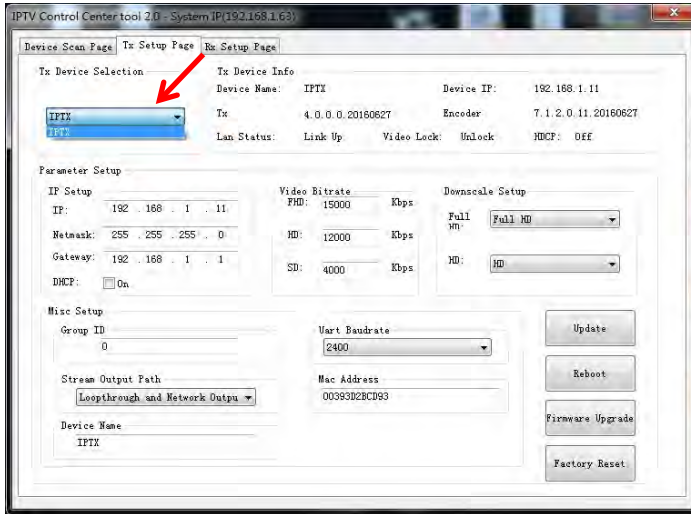 IPTV Control Center tool 2.0 - System IP(192.168.1.63)
Device Scan Page Tx Setup Page Rx Setup Page
Tx Device Selection
IPTX
IPTX
Tx Device Info
Device Name: IPTX Device IP: 192.168.1.11
Tx 4.0.0.0.20160627 Encoder 7.1.2.0.11.20160627
Lan Status: Link Up Video Lock: Unlock HDCP: Off
Parameter Setup
IP Setup
IP: 192 . 168 . 1 . 11
Netmask: 255 . 255 . 255 . 0
Gateway: 192 . 168 . 1 . 1
DHCP: On
Video Bitrate
FHD: 15000 Kbps
HD: 12000 Kbps
SD: 4000 Kbps
Downscale Setup
Full Full HD
HD: HD
Misc Setup
Group ID
0
Uart Baudrate
2400
Stream Output Path
Loopthrough and Network Outpu
Mac Address
00393D2BCD93
Device Name
IPTX
Update
Reboot
Firmware Upgrade
Factory Reset